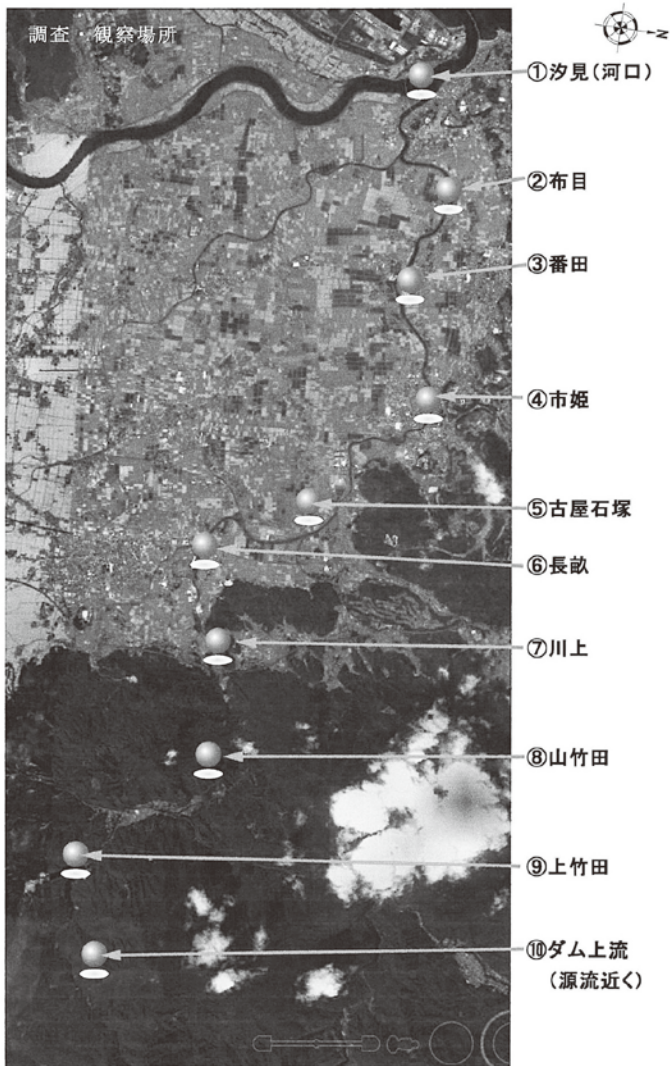 調査・観察場所
N
①汐見(河口)
②布目
③番田
④市姫
⑤古屋石塚
⑥長畝
⑦川上
⑧山竹田
⑨上竹田
⑩ダム上流
(源流近く)